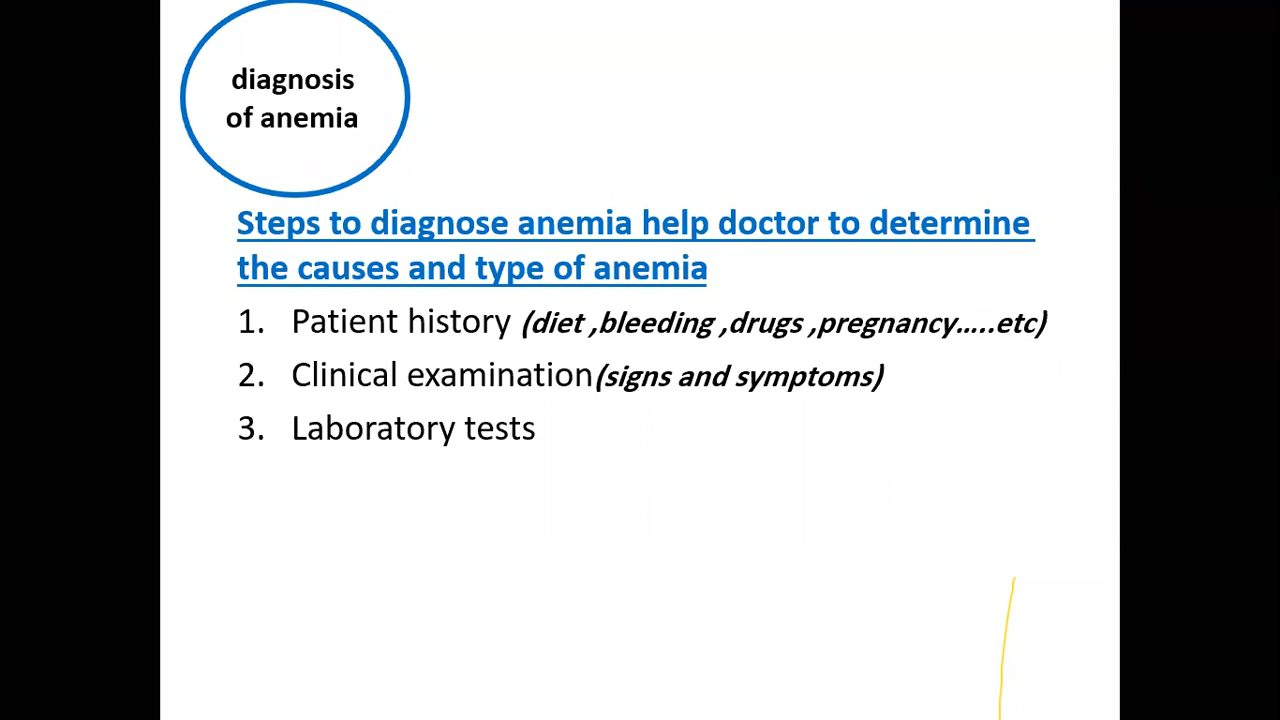 diagnosis
of anemia
Steps to diagnose anemia help doctor to determine
the causes and type of anemia
1. Patient history (diet ,bleeding ,drugs ,pregnancy.....etc)
2. Clinical examination(signs and symptoms)
3. Laboratory tests